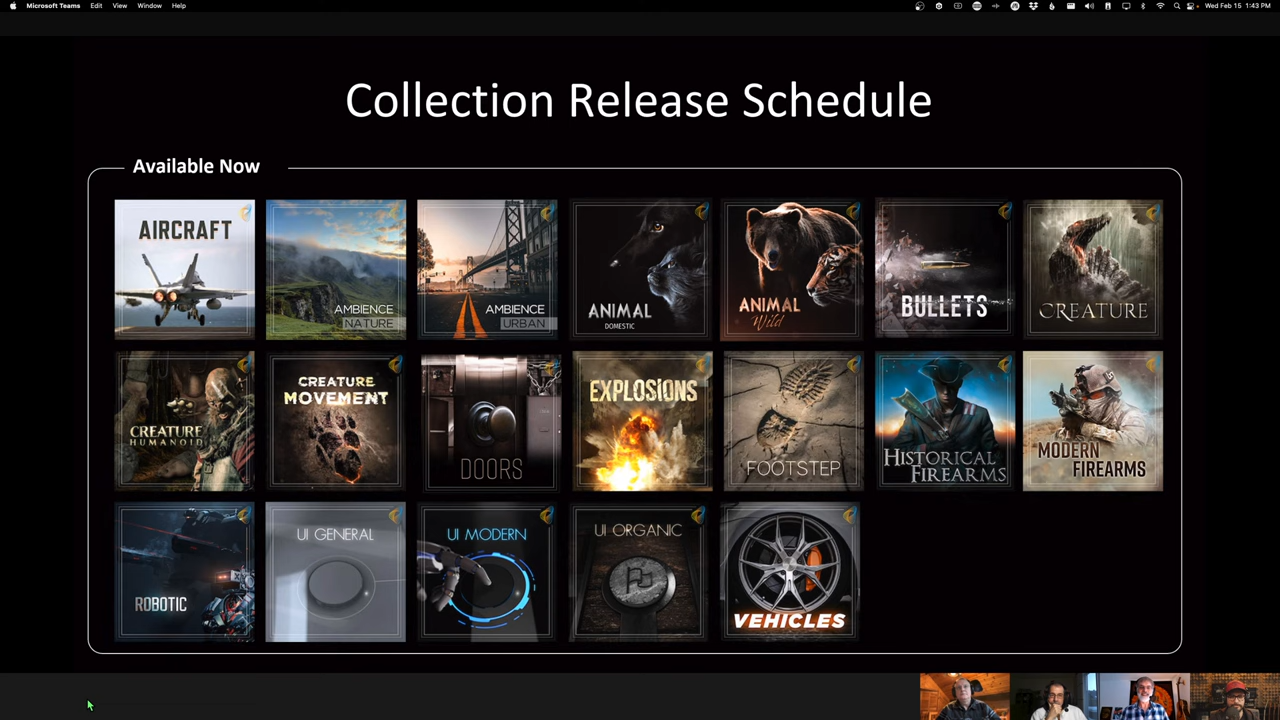 Microsoft Teams Edit View Window Help Wed Feb 15 1:43 PM
Collection Release Schedule
Available Now
AIRCRAFT
AMBIENCE
NATURE
AMBIENCE
URBAN
ANIMAL
DOMESTIC
ANIMAL
Wild
BULLETS
CREATURE
CREATURE
HUMANOID
CREATURE
MOVEMENT
DOORS
EXPLOSIONS
FOOTSTEP
HISTORICAL
FIREARMS
MODERN
FIREARMS
ROBOTIC
UI GENERAL
UI MODERN
UI ORGANIC
VEHICLES